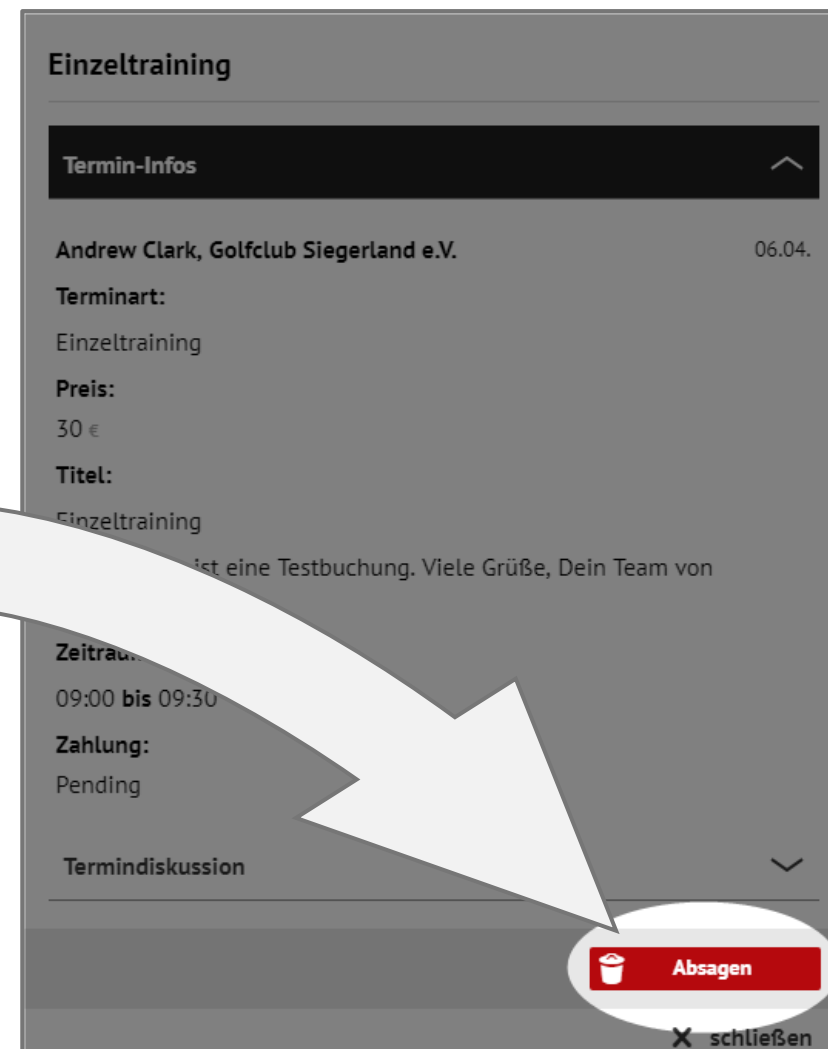 Einzeltraining
Termin-Infos
Andrew Clark, Golfclub Siegerland e.V. 06.04.
Terminart:
Einzeltraining
Preis:
30 €
Titel:
Einzeltraining
ist eine Testbuchung. Viele Grüße, Dein Team von
09:00 bis 09:30
Zahlung:
Pending
Termindiskussion
Absagen
schließen